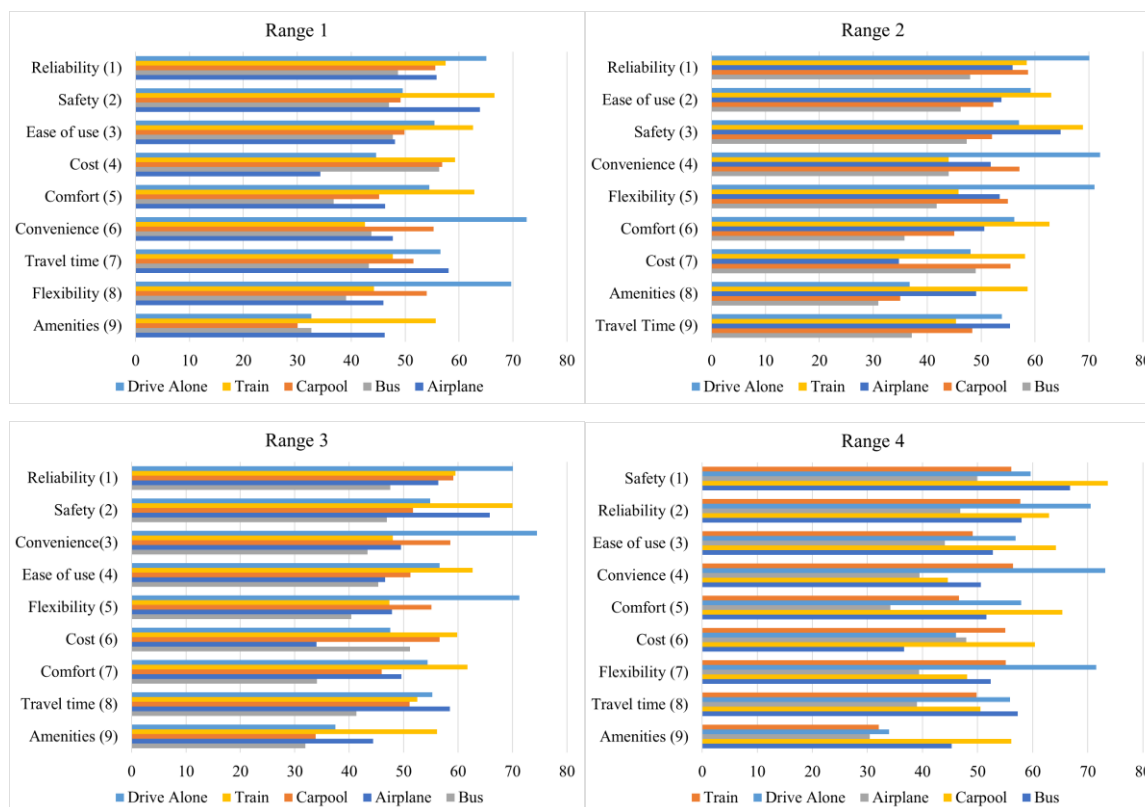 Range 1
Reliability (1)
Safety (2)
Ease of use (3)
Cost (4)
Comfort (5)
Convenience (6)
Travel time (7)
Flexibility (8)
Amenities (9)
0 10 20 30 40 50 60 70 80
Drive Alone Train Carpool Bus Airplane
Range 2
Reliability (1)
Ease of use (2)
Safety (3)
Convenience (4)
Flexibility (5)
Comfort (6)
Cost (7)
Amenities (8)
Travel Time (9)
0 10 20 30 40 50 60 70 80
Drive Alone Train Airplane Carpool Bus
Range 3
Reliability (1)
Safety (2)
Convenience(3)
Ease of use (4)
Flexibility (5)
Cost (6)
Comfort (7)
Travel time (8)
Amenities (9)
0 10 20 30 40 50 60 70 80
Drive Alone Train Carpool Airplane Bus
Range 4
Safety (1)
Reliability (2)
Ease of use (3)
Convience (4)
Comfort (5)
Cost (6)
Flexibility (7)
Travel time (8)
Amenities (9)
0 10 20 30 40 50 60 70 80
Train Drive Alone Airplane Carpool Bus